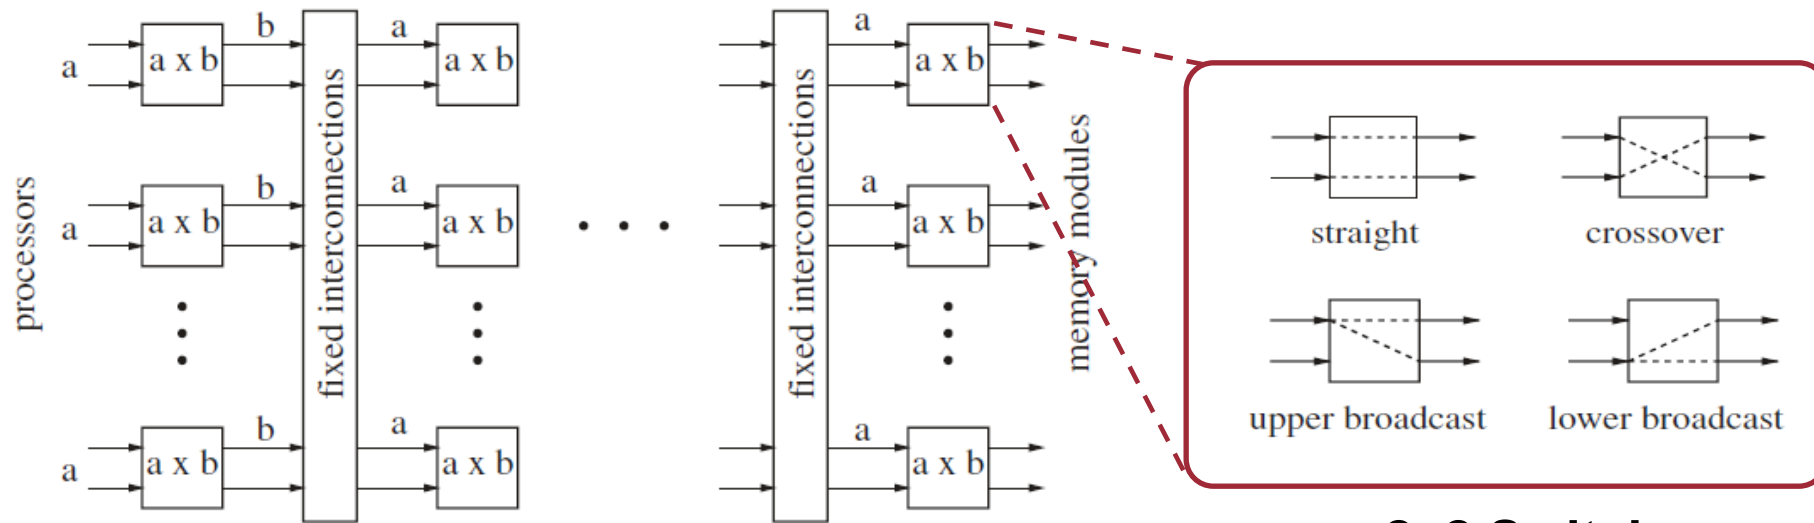 processors
a
a x b
b
fixed interconnections
a
a x b
a
a x b
b
a
a x b
a
a x b
b
a
a x b
fixed interconnections
a
a x b
a
a x b
a
a x b
memory modules
straight
crossover
upper broadcast
lower broadcast